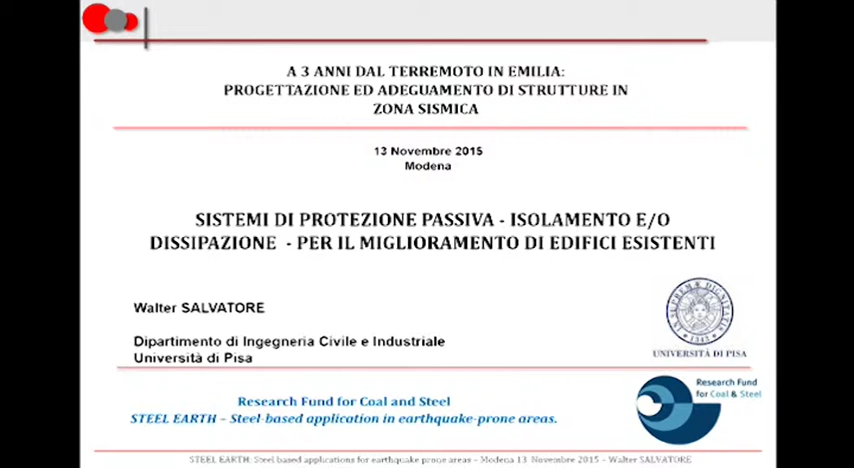 A 3 ANNI DAL TERREMOTO IN EMILIA:
PROGETTAZIONE ED ADEGUAMENTO DI STRUTTURE IN
ZONA SISMICA
13 Novembre 2015
Modena
SISTEMI DI PROTEZIONE PASSIVA - ISOLAMENTO E/O
DISSIPAZIONE - PER IL MIGLIORAMENTO DI EDIFICI ESISTENTI
Walter SALVATORE
Dipartimento di Ingegneria Civile e Industriale
Università di Pisa
IN SUPREMÆ DIGNITATIS
1343
UNIVERSITÀ DI PISA
Research Fund for Coal and Steel
STEEL EARTH – Steel-based application in earthquake-prone areas.
Research Fund
for Coal & Steel
STEEL EARTH: Steel based applications for earthquake prone areas – Modena 13 Novembre 2015 – Walter SALVATORE